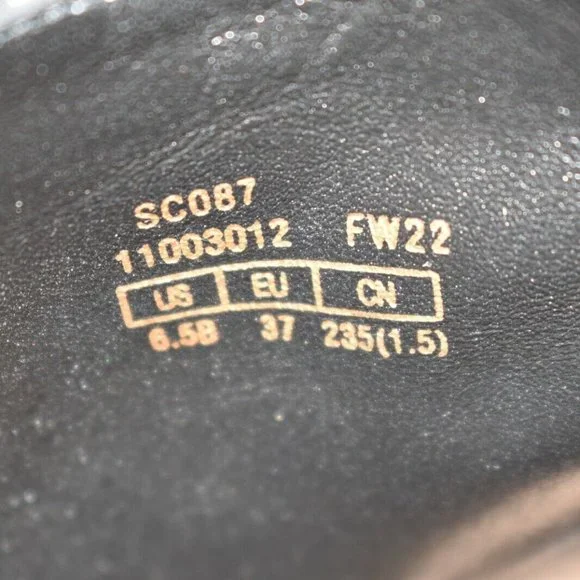 SC087
11003012 FW22
US EU CN
6.5B 37 235(1.5)